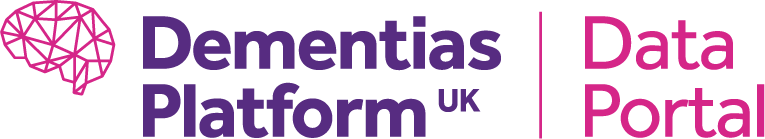 Dementias
Platform UK
Data
Portal